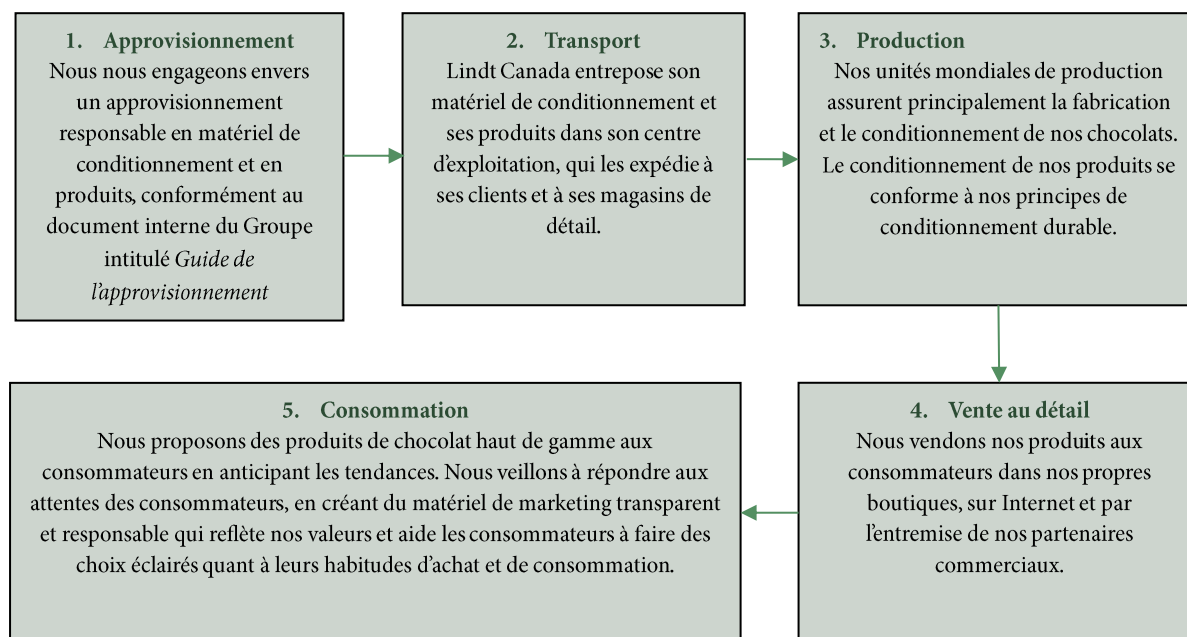 1. Approvisionnement
Nous nous engageons envers
un approvisionnement
responsable en matériel de
conditionnement et en
produits, conformément au
document interne du Groupe
intitulé Guide de
l’approvisionnement
2. Transport
Lindt Canada entrepose son
matériel de conditionnement et
ses produits dans son centre
d’exploitation, qui les expédie à
ses clients et à ses magasins de
détail.
3. Production
Nos unités mondiales de production
assurent principalement la fabrication
et le conditionnement de nos chocolats.
Le conditionnement de nos produits se
conforme à nos principes de
conditionnement durable.
4. Vente au détail
Nous vendons nos produits aux
consommateurs dans nos propres
boutiques, sur Internet et par
l’entremise de nos partenaires
commerciaux.
5. Consommation
Nous proposons des produits de chocolat haut de gamme aux
consommateurs en anticipant les tendances. Nous veillons à répondre aux
attentes des consommateurs, en créant du matériel de marketing transparent
et responsable qui reflète nos valeurs et aide les consommateurs à faire des
choix éclairés quant à leurs habitudes d’achat et de consommation.